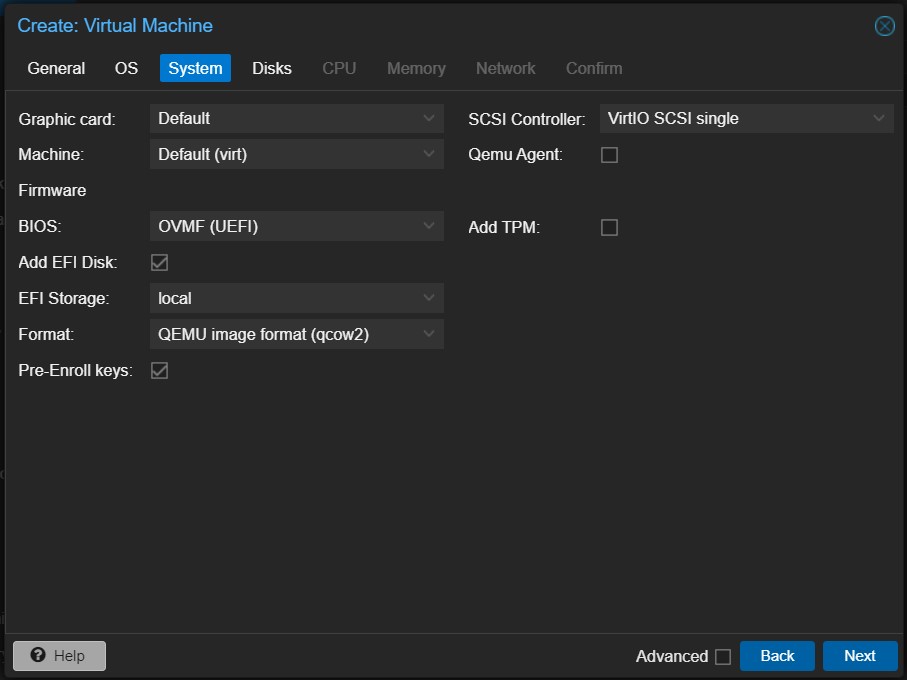 Create: Virtual Machine
General OS System Disks CPU Memory Network Confirm
Graphic card: Default SCSI Controller: VirtIO SCSI single
Machine: Default (virt) Qemu Agent:
Firmware
BIOS: OVMF (UEFI) Add TPM:
Add EFI Disk:
EFI Storage: local
Format: QEMU image format (qcow2)
Pre-Enroll keys:
Help Advanced Back Next